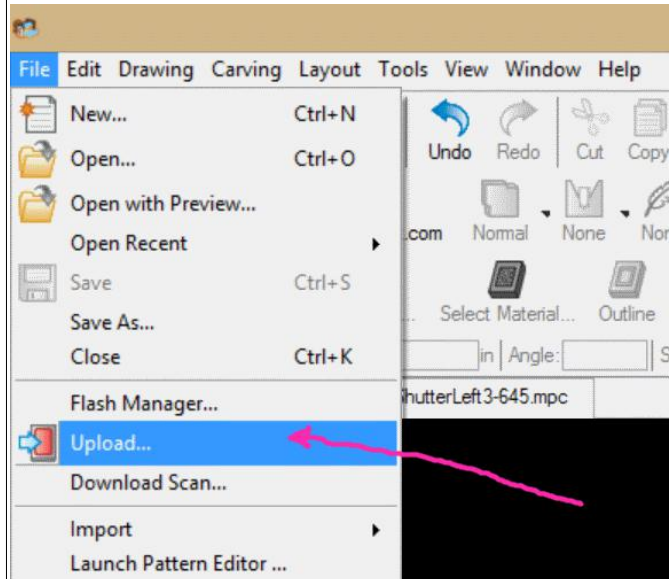 File Edit Drawing Carving Layout Tools View Window Help
New... Ctrl+N
Open... Ctrl+O
Open with Preview...
Open Recent
Save Ctrl+S
Save As...
Close Ctrl+K
Flash Manager...
Upload...
Download Scan...
Import
Launch Pattern Editor ...
Undo Redo Cut Copy
.com Normal None
... Select Material... Outline
in Angle:
hutterLeft3-645.mpc